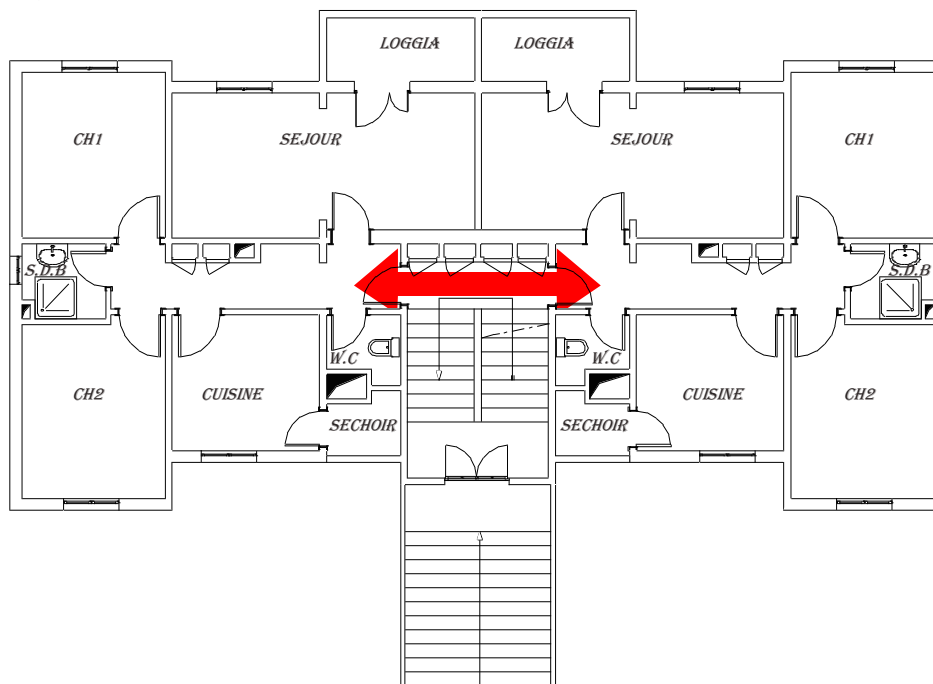 LOGGIA LOGGIA
CH1 SEJOUR SEJOUR CH1
S.D.B S.D.B
W.C W.C
CH2 CUISINE CUISINE CH2
SECHOIR SECHOIR